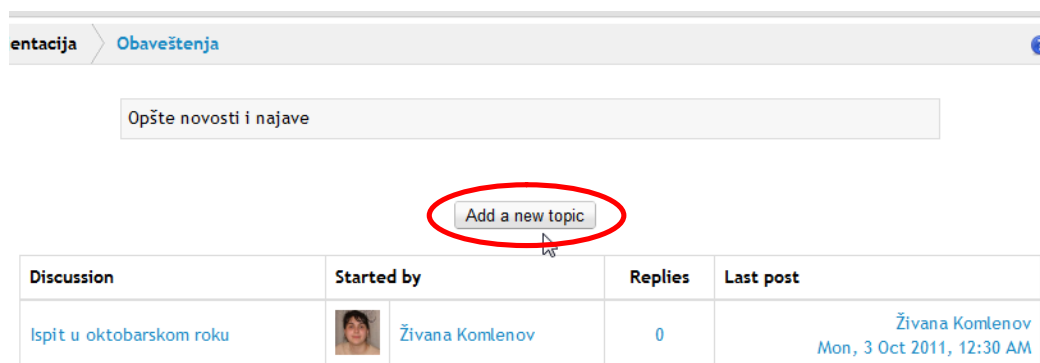 entacija Obaveštenja
Opšte novosti i najave
Add a new topic
Discussion Started by Replies Last post
Ispit u oktobarskom roku Živana Komlenov 0 Živana Komlenov
Mon, 3 Oct 2011, 12:30 AM